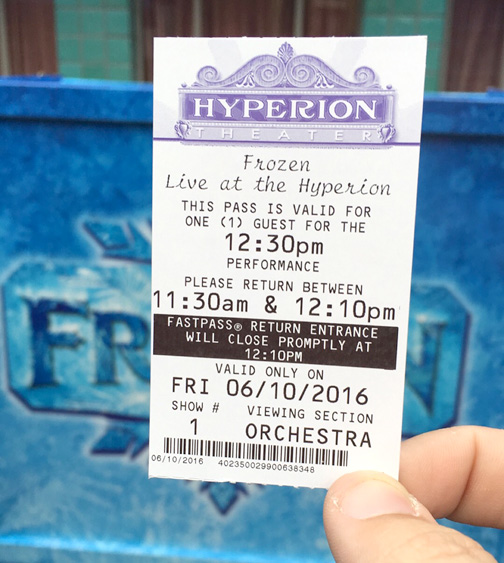 HYPERION
THEATER
Frozen
Live at the Hyperion
THIS PASS IS VALID FOR
ONE (1) GUEST FOR THE
12:30pm
PERFORMANCE
PLEASE RETURN BETWEEN
11:30am & 12:10pm
FASTPASS® RETURN ENTRANCE
WILL CLOSE PROMPTLY AT
12:10PM
VALID ONLY ON
FRI 06/10/2016
SHOW # VIEWING SECTION
1 ORCHESTRA
06/10/2016 402350029900638348
FR N